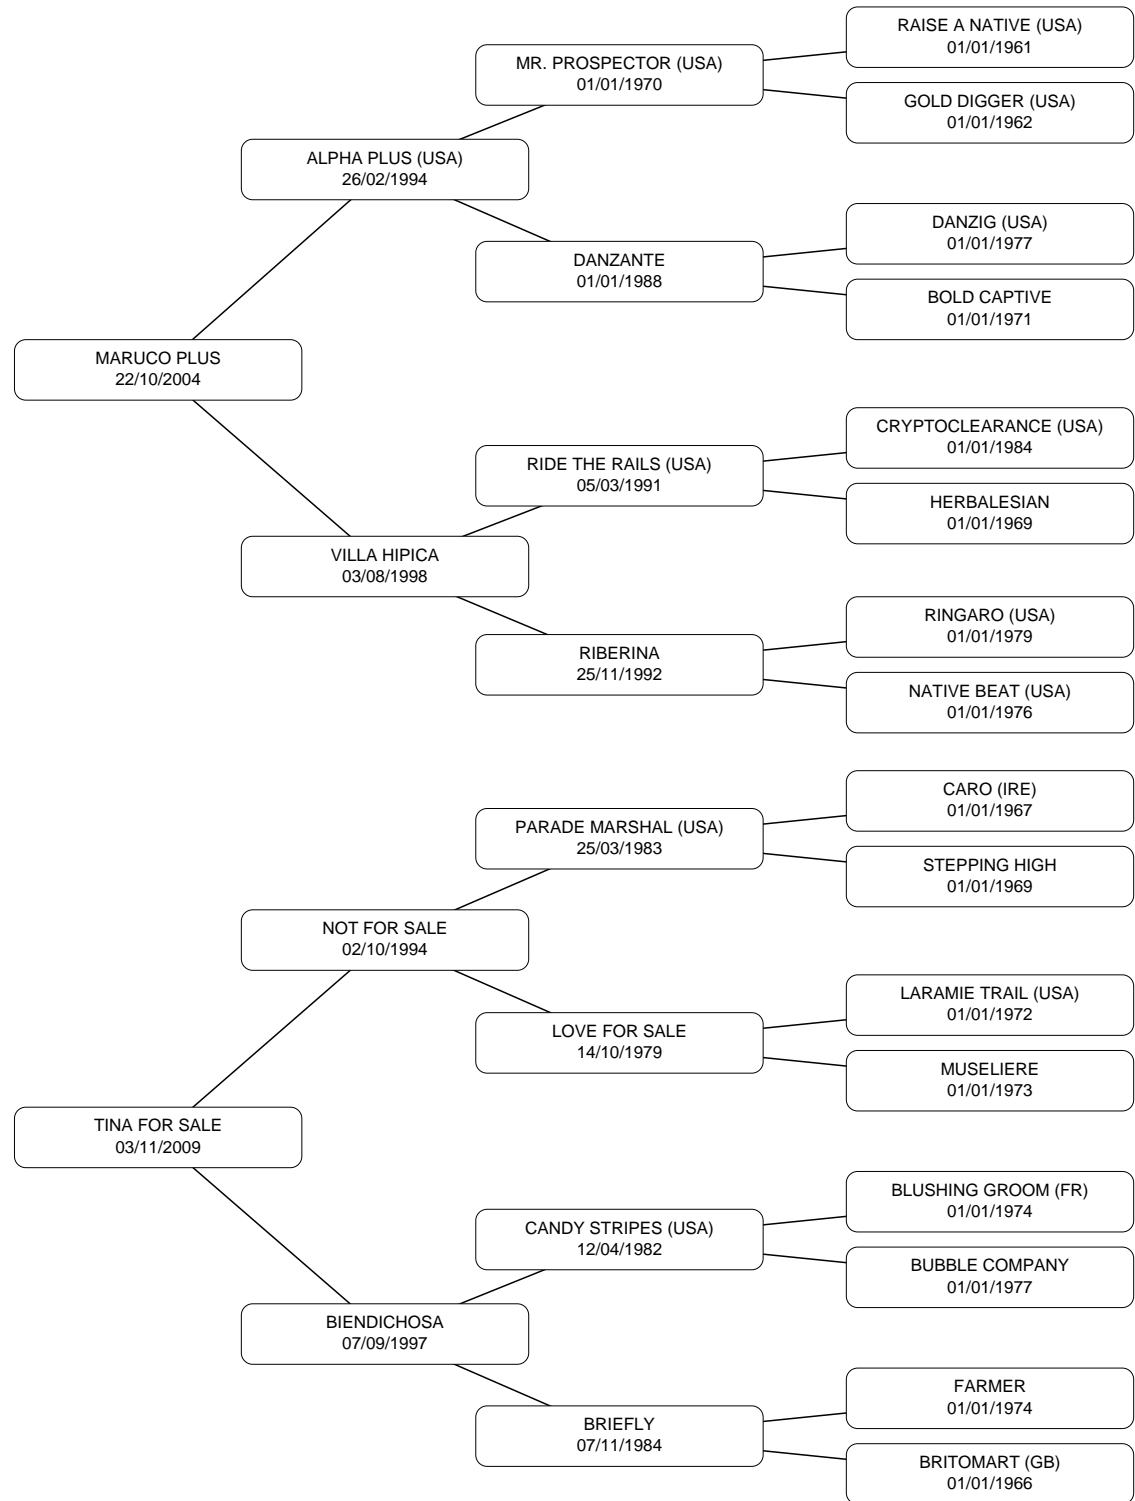 RAISE A NATIVE (USA)
01/01/1961
MR. PROSPECTOR (USA)
01/01/1970
GOLD DIGGER (USA)
01/01/1962
ALPHA PLUS (USA)
26/02/1994
DANZIG (USA)
01/01/1977
DANZANTE
01/01/1988
BOLD CAPTIVE
01/01/1971
MARUCO PLUS
22/10/2004
CRYPTOCLEARANCE (USA)
01/01/1984
RIDE THE RAILS (USA)
05/03/1991
HERBALESIAN
01/01/1969
VILLA HIPICA
03/08/1998
RINGARO (USA)
01/01/1979
RIBERINA
25/11/1992
NATIVE BEAT (USA)
01/01/1976
CARO (IRE)
01/01/1967
PARADE MARSHAL (USA)
25/03/1983
STEPPING HIGH
01/01/1969
NOT FOR SALE
02/10/1994
LARAMIE TRAIL (USA)
01/01/1972
LOVE FOR SALE
14/10/1979
MUSELIERE
01/01/1973
TINA FOR SALE
03/11/2009
BLUSHING GROOM (FR)
01/01/1974
CANDY STRIPES (USA)
12/04/1982
BUBBLE COMPANY
01/01/1977
BIENDICHOSA
07/09/1997
FARMER
01/01/1974
BRIEFLY
07/11/1984
BRITOMART (GB)
01/01/1966